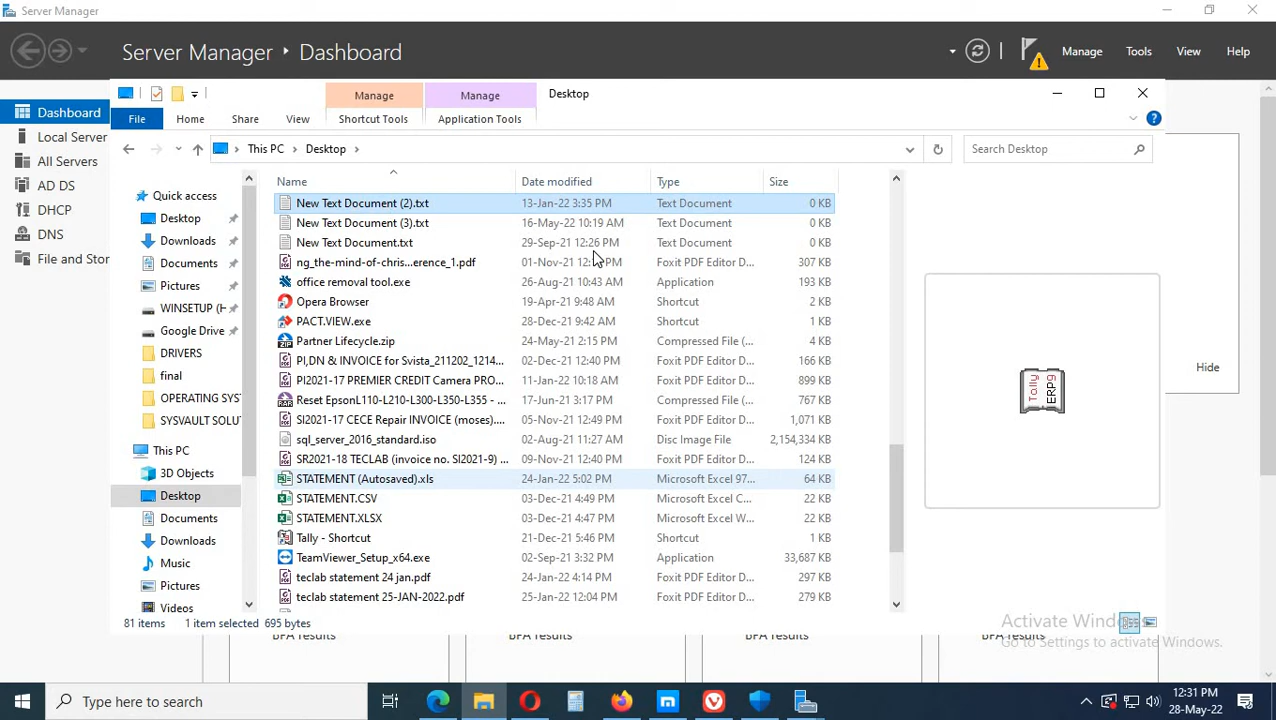 Server Manager
Server Manager Dashboard
Manage Tools View Help
Dashboard
Local Server
All Servers
AD DS
DHCP
DNS
File and Stor
Manage Manage Desktop
File Home Share View Shortcut Tools Application Tools
This PC Desktop
Search Desktop
Quick access
Desktop
Downloads
Documents
Pictures
WINSETUP (H
Google Drive
DRIVERS
final
OPERATING SYS
SYSVAULT SOLU
This PC
3D Objects
Desktop
Documents
Downloads
Music
Pictures
Videos
Name Date modified Type Size
New Text Document (2).txt 13-Jan-22 3:35 PM Text Document 0 KB
New Text Document (3).txt 16-May-22 10:19 AM Text Document 0 KB
New Text Document.txt 29-Sep-21 12:26 PM Text Document 0 KB
ng_the-mind-of-chris...erence_1.pdf 01-Nov-21 PM Foxit PDF Editor D... 307 KB
office removal tool.exe 26-Aug-21 10:43 AM Application 193 KB
Opera Browser 19-Apr-21 9:48 AM Shortcut 2 KB
PACT.VIEW.exe 28-Dec-21 9:42 AM Shortcut 1 KB
Partner Lifecycle.zip 24-May-21 2:15 PM Compressed File (... 4 KB
PI,DN & INVOICE for Svista_211202_1214... 02-Dec-21 12:40 PM Foxit PDF Editor D... 166 KB
PI2021-17 PREMIER CREDIT Camera PRO... 11-Jan-22 10:18 AM Foxit PDF Editor D... 899 KB
Reset EpsonL110-L210-L300-L350-L355 - ... 17-Jun-21 3:17 PM Compressed File (... 767 KB
SI2021-17 CECE Repair INVOICE (moses).... 05-Nov-21 12:49 PM Foxit PDF Editor D... 1,071 KB
sql_server_2016_standard.iso 02-Aug-21 11:27 AM Disc Image File 2,154,334 KB
SR2021-18 TECLAB (invoice no. SI2021-9) ... 09-Nov-21 12:40 PM Foxit PDF Editor D... 124 KB
STATEMENT (Autosaved).xls 24-Jan-22 5:02 PM Microsoft Excel 97... 64 KB
STATEMENT.CSV 03-Dec-21 4:49 PM Microsoft Excel C... 22 KB
STATEMENT.XLSX 03-Dec-21 4:47 PM Microsoft Excel W... 22 KB
Tally - Shortcut 21-Dec-21 5:46 PM Shortcut 1 KB
TeamViewer_Setup_x64.exe 02-Sep-21 3:32 PM Application 33,687 KB
teclab statement 24 jan.pdf 24-Jan-22 4:14 PM Foxit PDF Editor D... 297 KB
teclab statement 25-JAN-2022.pdf 25-Jan-22 12:04 PM Foxit PDF Editor D... 279 KB
Tally
ERP9
Hide
81 items 1 item selected 695 bytes
BPA results BPA results BPA results BPA results
Activate Windows
Go to Settings to activate Windows.
Type here to search
12:31 PM
28-May-22